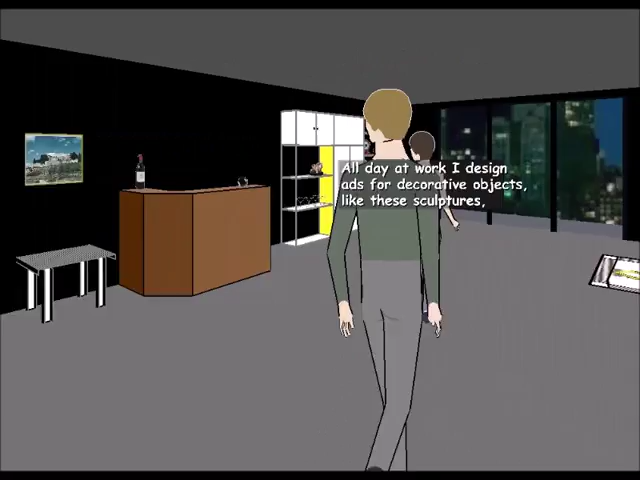 All day at work I design
ads for decorative objects,
like these sculptures,